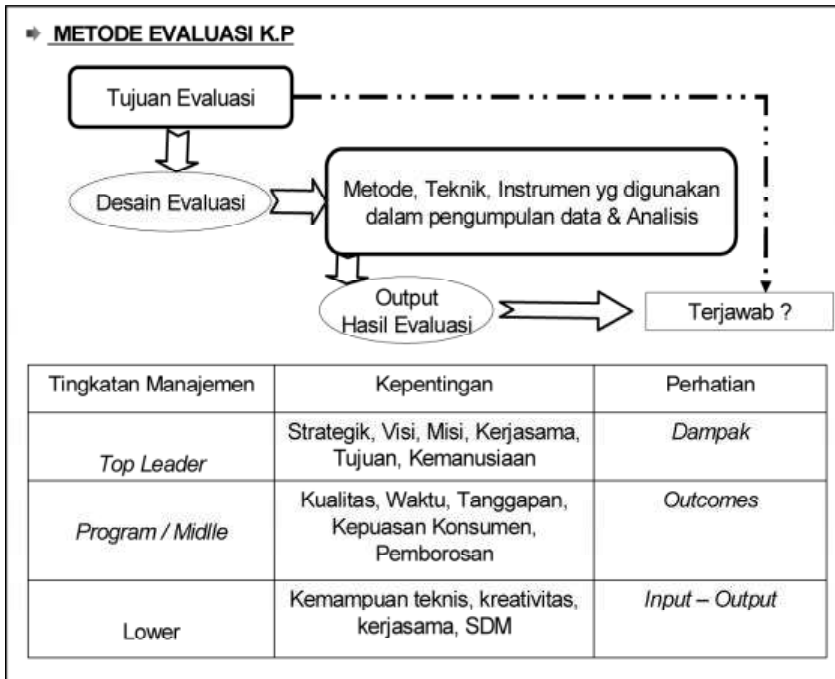 METODE EVALUASI K.P
Tujuan Evaluasi
Desain Evaluasi
Metode, Teknik, Instrumen yg digunakan
dalam pengumpulan data & Analisis
Output
Hasil Evaluasi
Terjawab ?
Tingkatan Manajemen
Kepentingan
Perhatian
Top Leader
Strategik, Visi, Misi, Kerjasama,
Tujuan, Kemanusiaan
Dampak
Program / Midlle
Kualitas, Waktu, Tanggapan,
Kepuasan Konsumen,
Pemborosan
Outcomes
Lower
Kemampuan teknis, kreativitas,
kerjasama, SDM
Input – Output